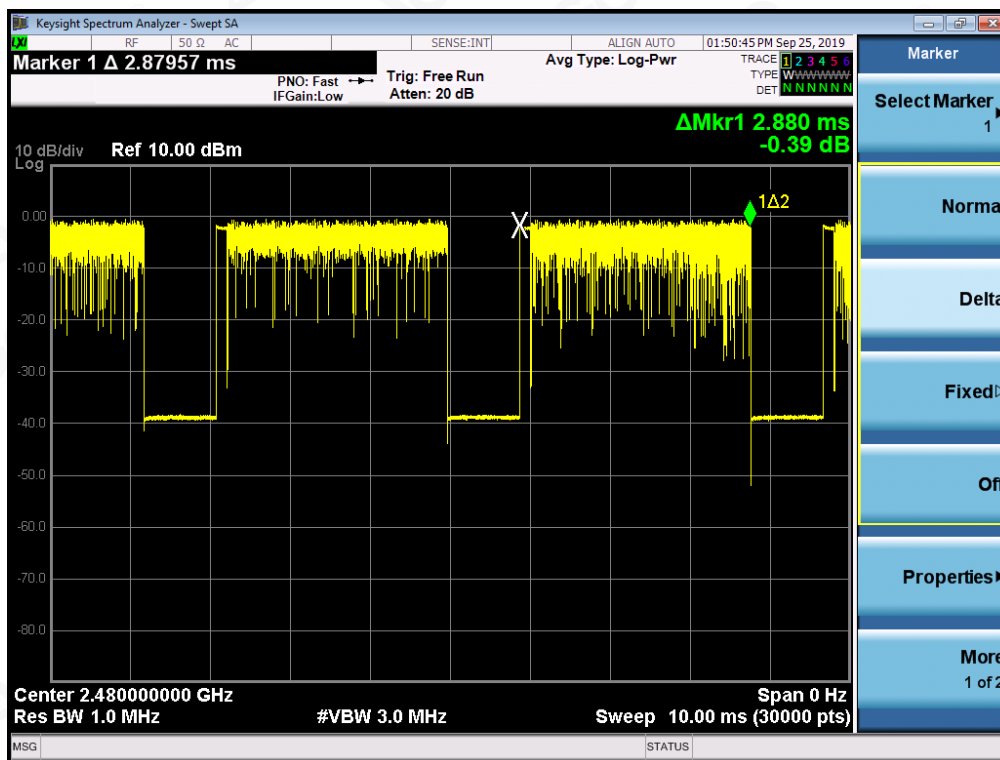 Keysight Spectrum Analyzer - Swept SA
LXI RF 50 Ω AC SENSE:INT ALIGN AUTO 01:50:45 PM Sep 25, 2019
Marker 1 Δ 2.87957 ms
PNO: Fast
IFGain:Low
Trig: Free Run
Atten: 20 dB
Avg Type: Log-Pwr
TRACE 1 2 3 4 5 6
TYPE WWWWWW
DET N N N N N N
ΔMkr1 2.880 ms
-0.39 dB
10 dB/div Ref 10.00 dBm
Log
1Δ2
X
0.00
-10.0
-20.0
-30.0
-40.0
-50.0
-60.0
-70.0
-80.0
Center 2.480000000 GHz Span 0 Hz
Res BW 1.0 MHz #VBW 3.0 MHz Sweep 10.00 ms (30000 pts)
MSG STATUS
Marker
Select Marker
1
Norma
Delta
Fixed
Off
Properties
More
1 of 2